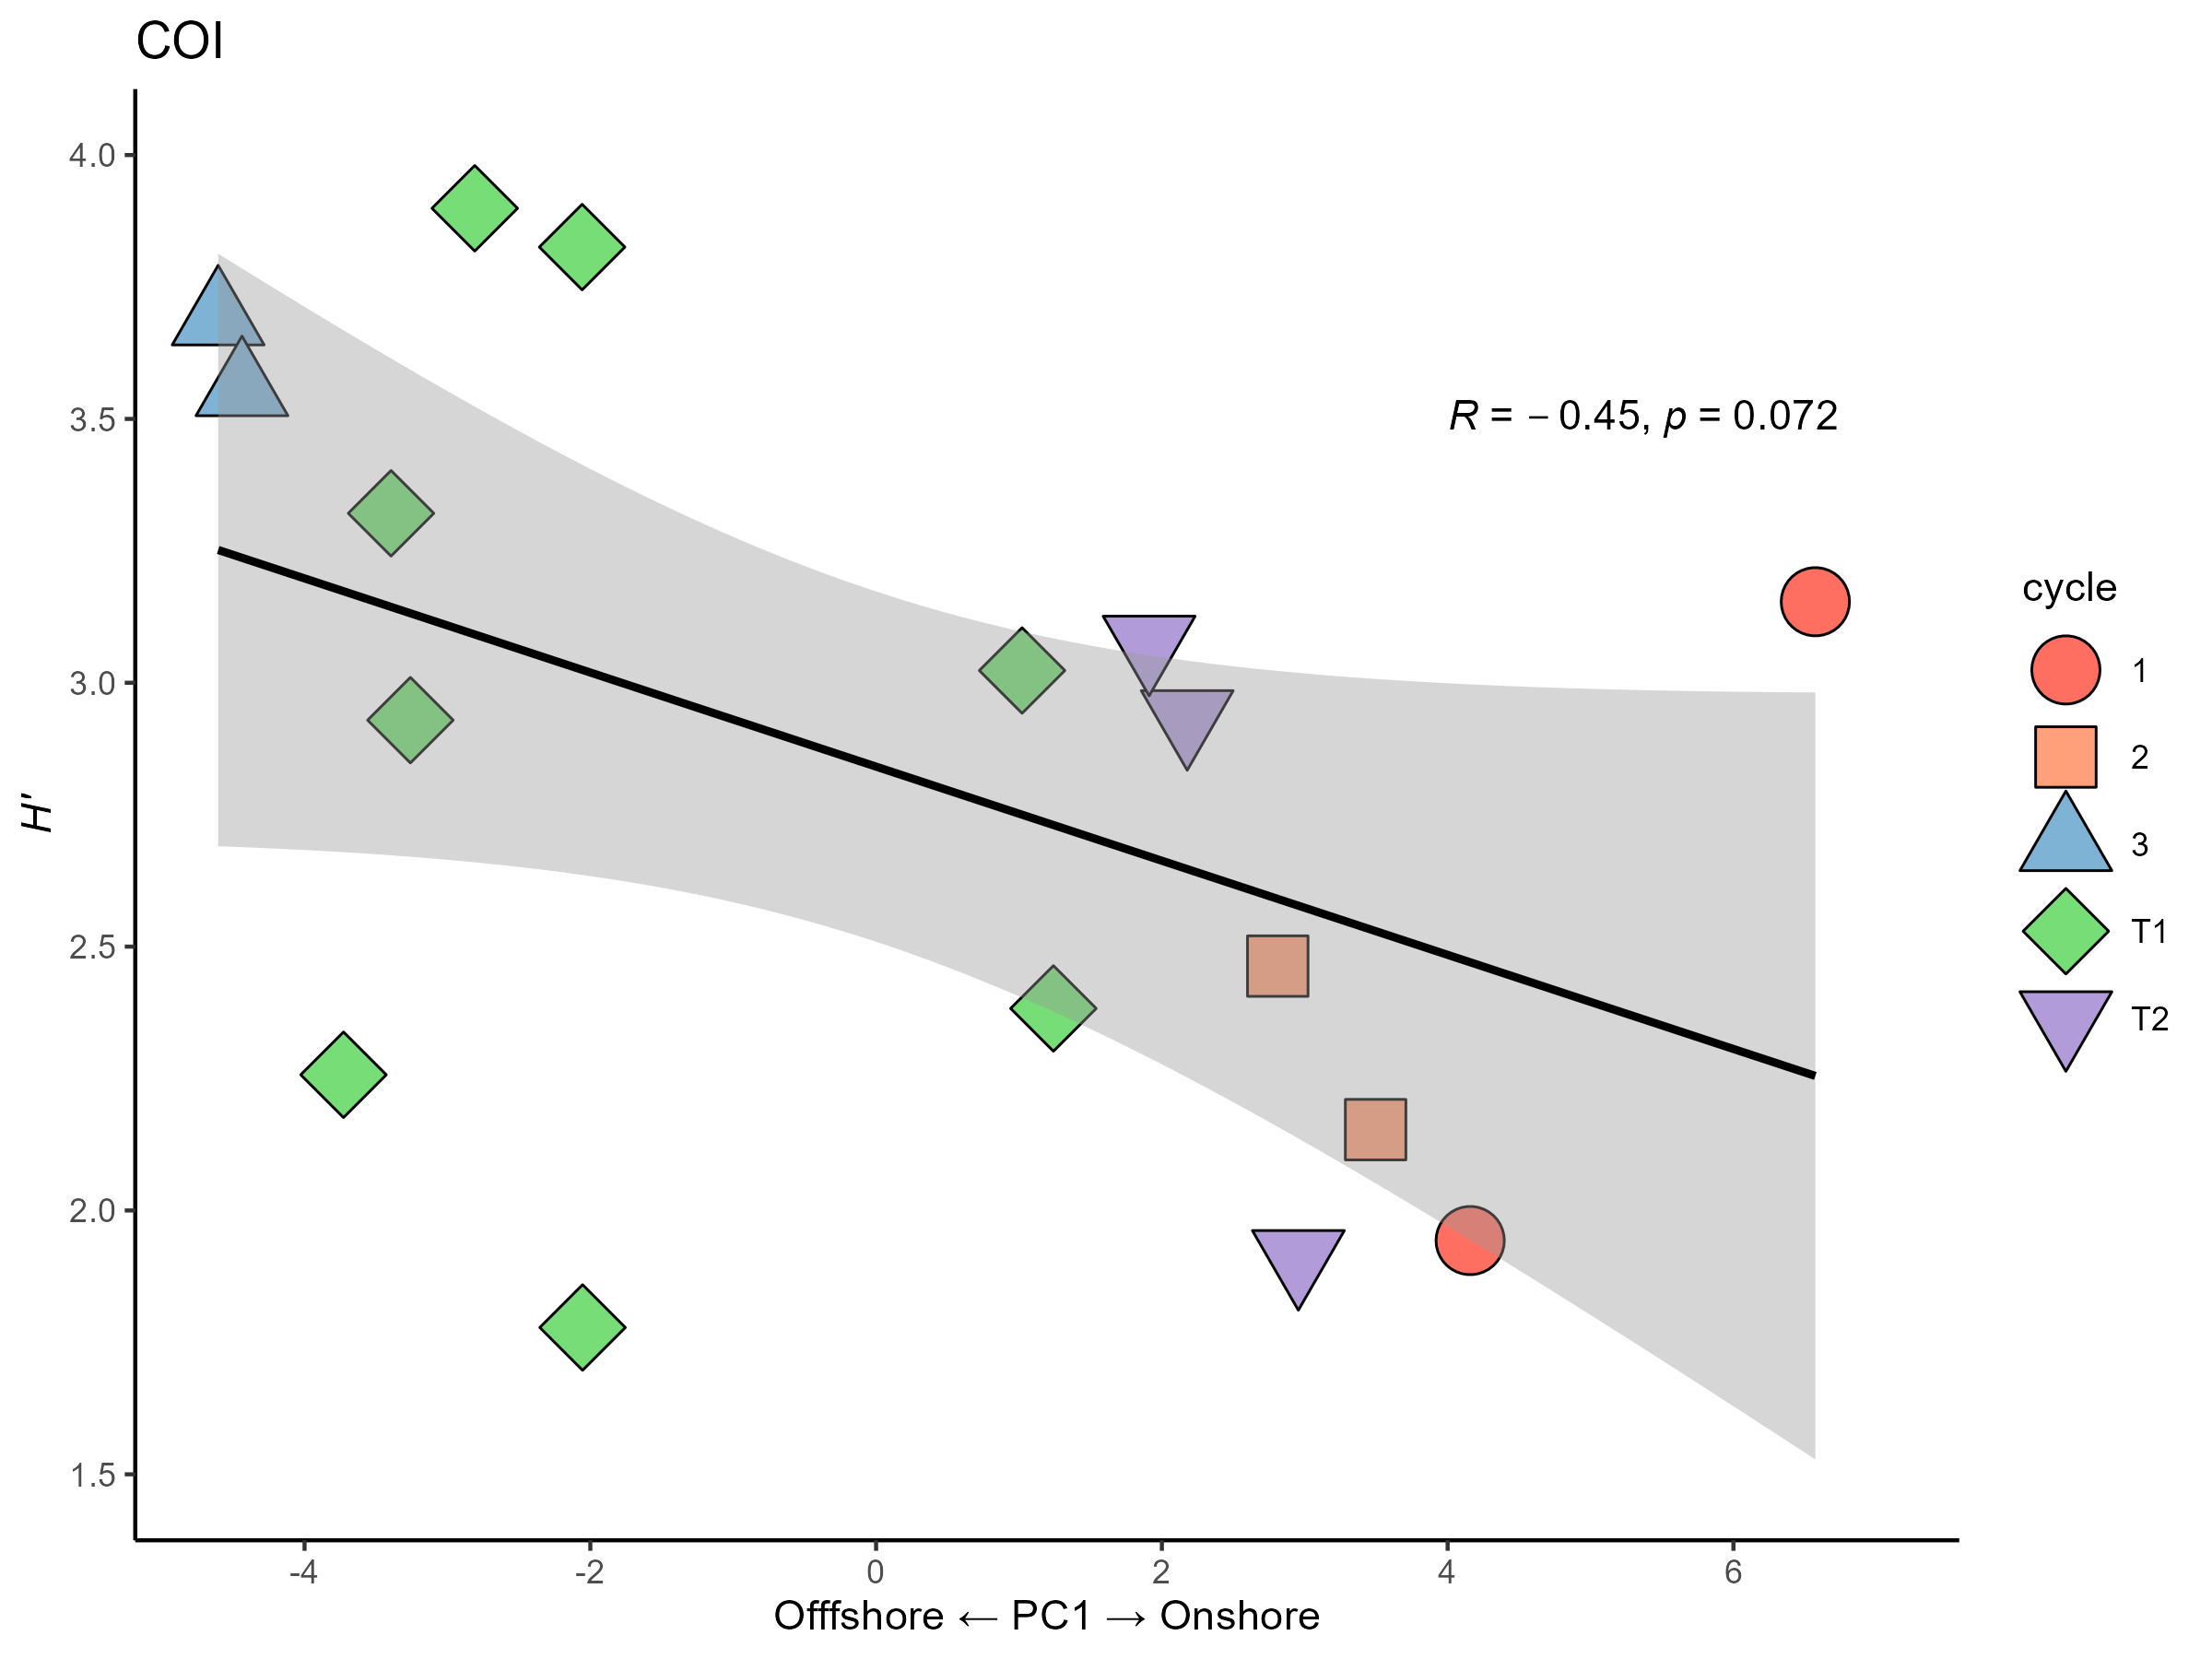 COI
4.0
3.5
3.0
2.5
2.0
1.5
H'
R = − 0.45, p = 0.072
cycle
1
2
3
T1
T2
-4 -2 0 2 4 6
Offfshore ← PC1 → Onshore